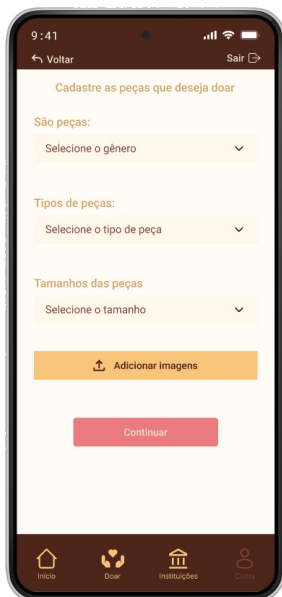 9:41
Voltar
Sair
Cadastre as peças que deseja doar
São peças:
Selecione o gênero
Tipos de peças:
Selecione o tipo de peça
Tamanhos das peças
Selecione o tamanho
Adicionar imagens
Continuar
Início
Doar
Instituições
Conta